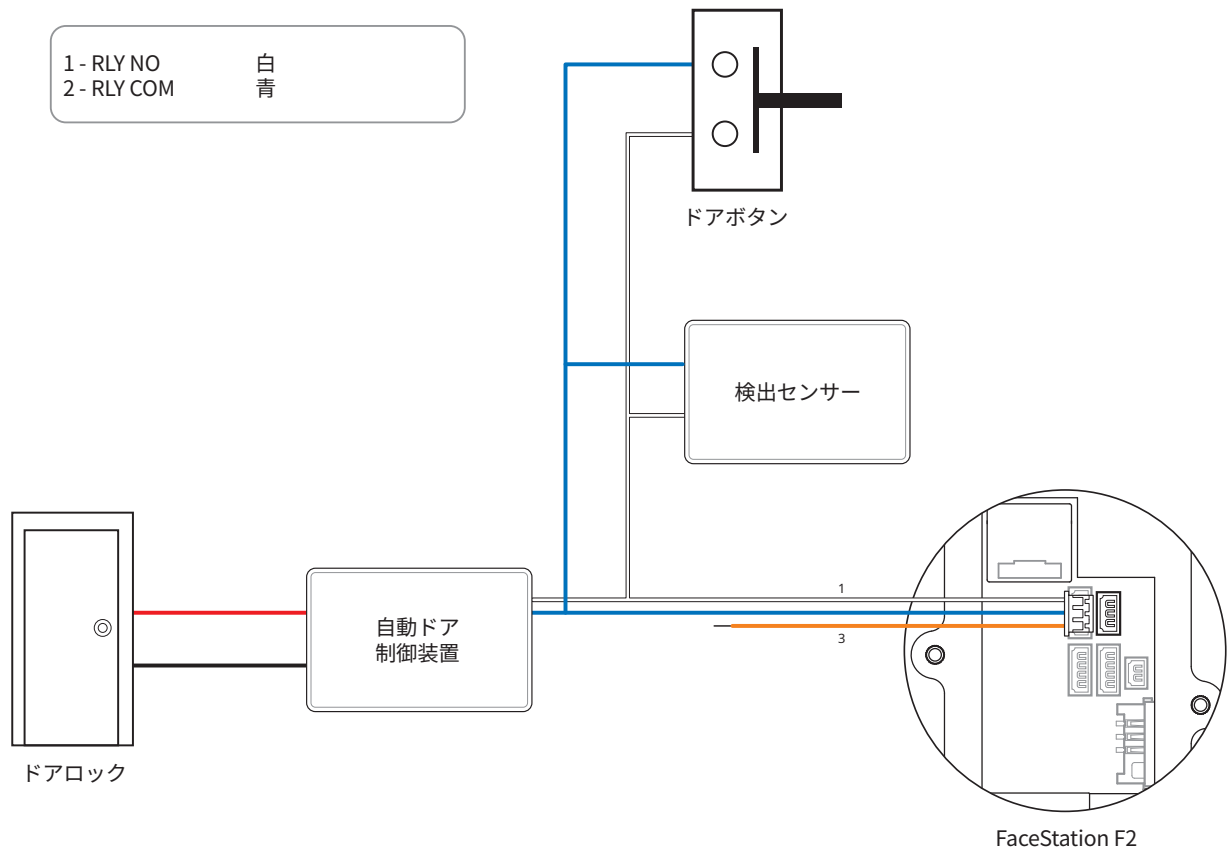 1 - RLY NO 白
2 - RLY COM 青
ドアボタン
検出センサー
1
自動ドア
制御装置
3
ドアロック
FaceStation F2